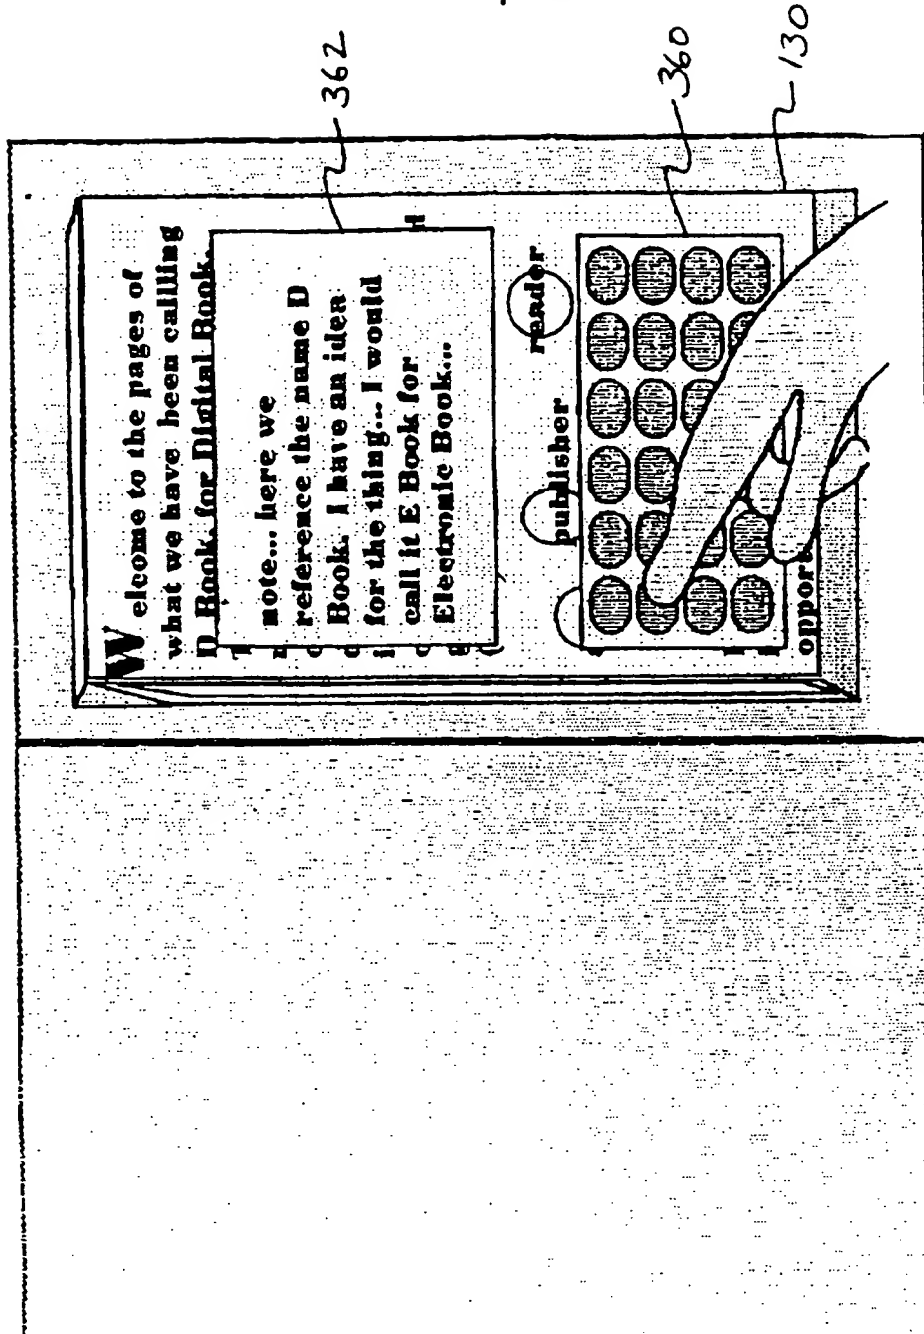 Welcome to the pages of
what we have been callling
D Book, for Digital Book.
note... here we
reference the name D
Book. I have an idea
for the thing... I would
call it E Book for
Electronic Book...
publisher
reader
oppor
362
360
130